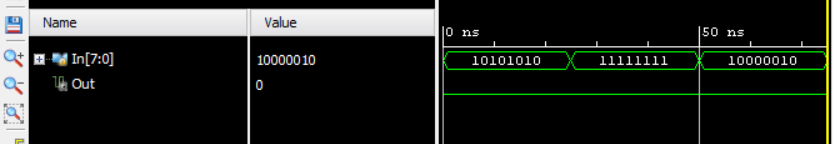 Name Value
0 ns 50 ns
In[7:0] 10000010 10101010 11111111 10000010
Out 0